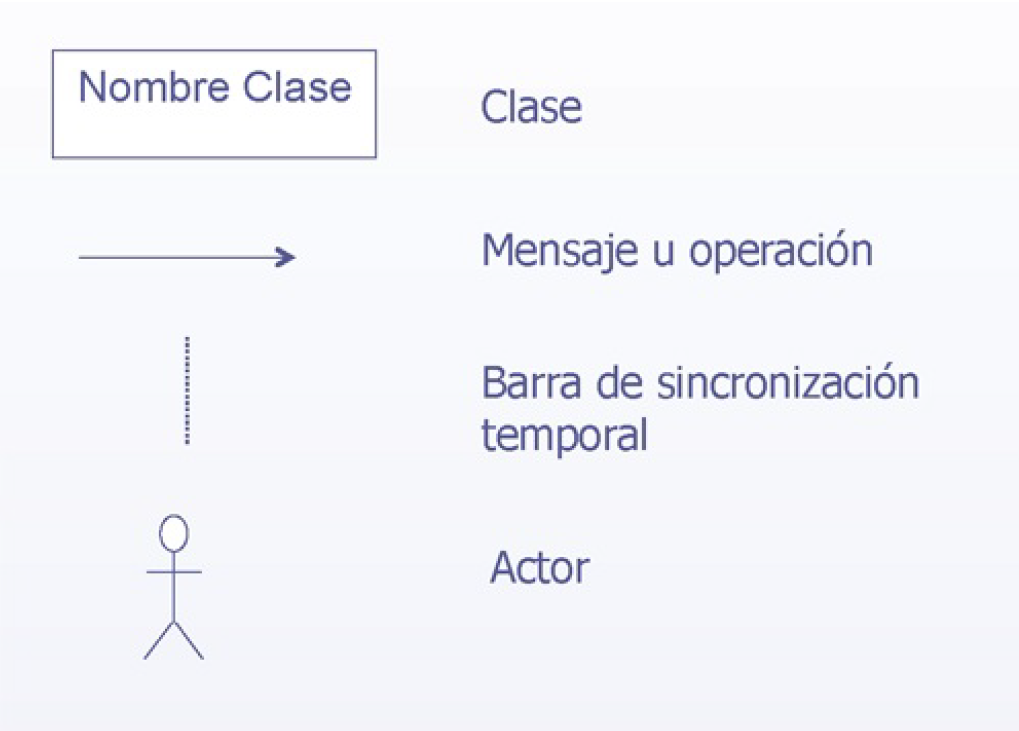 Nombre Clase
Clase
Mensaje u operación
Barra de sincronización
temporal
Actor